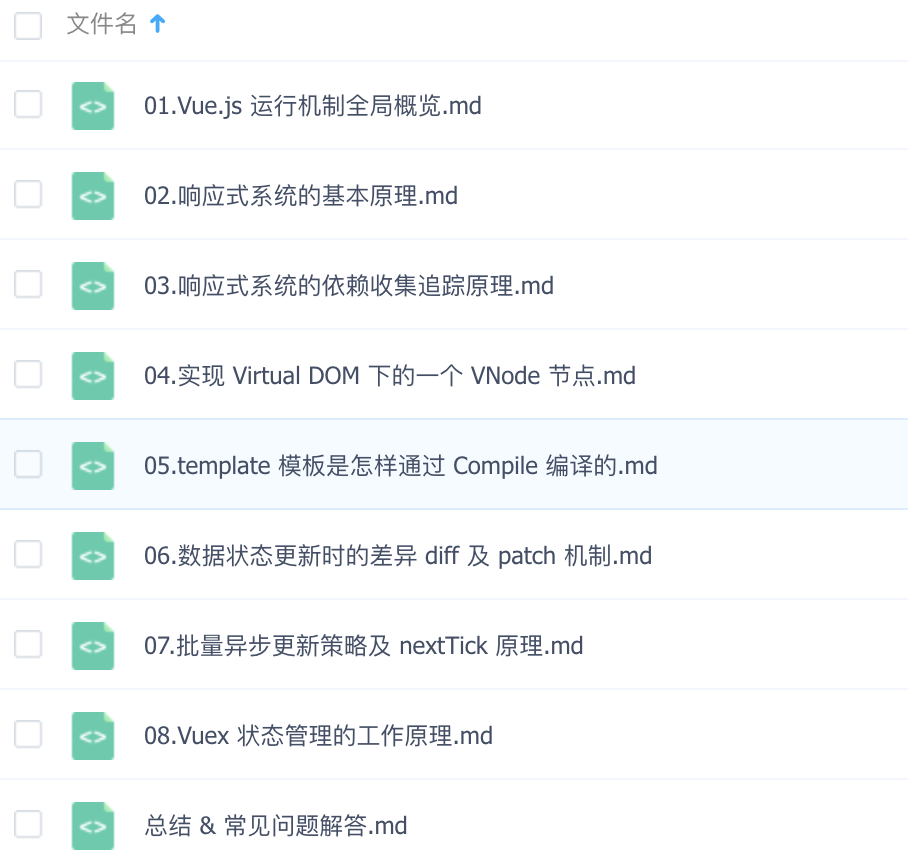 文件名
01.Vue.js 运行机制全局概览.md
02.响应式系统的基本原理.md
03.响应式系统的依赖收集追踪原理.md
04.实现 Virtual DOM 下的一个 VNode 节点.md
05.template 模板是怎样通过 Compile 编译的.md
06.数据状态更新时的差异 diff 及 patch 机制.md
07.批量异步更新策略及 nextTick 原理.md
08.Vuex 状态管理的工作原理.md
总结 & 常见问题解答.md